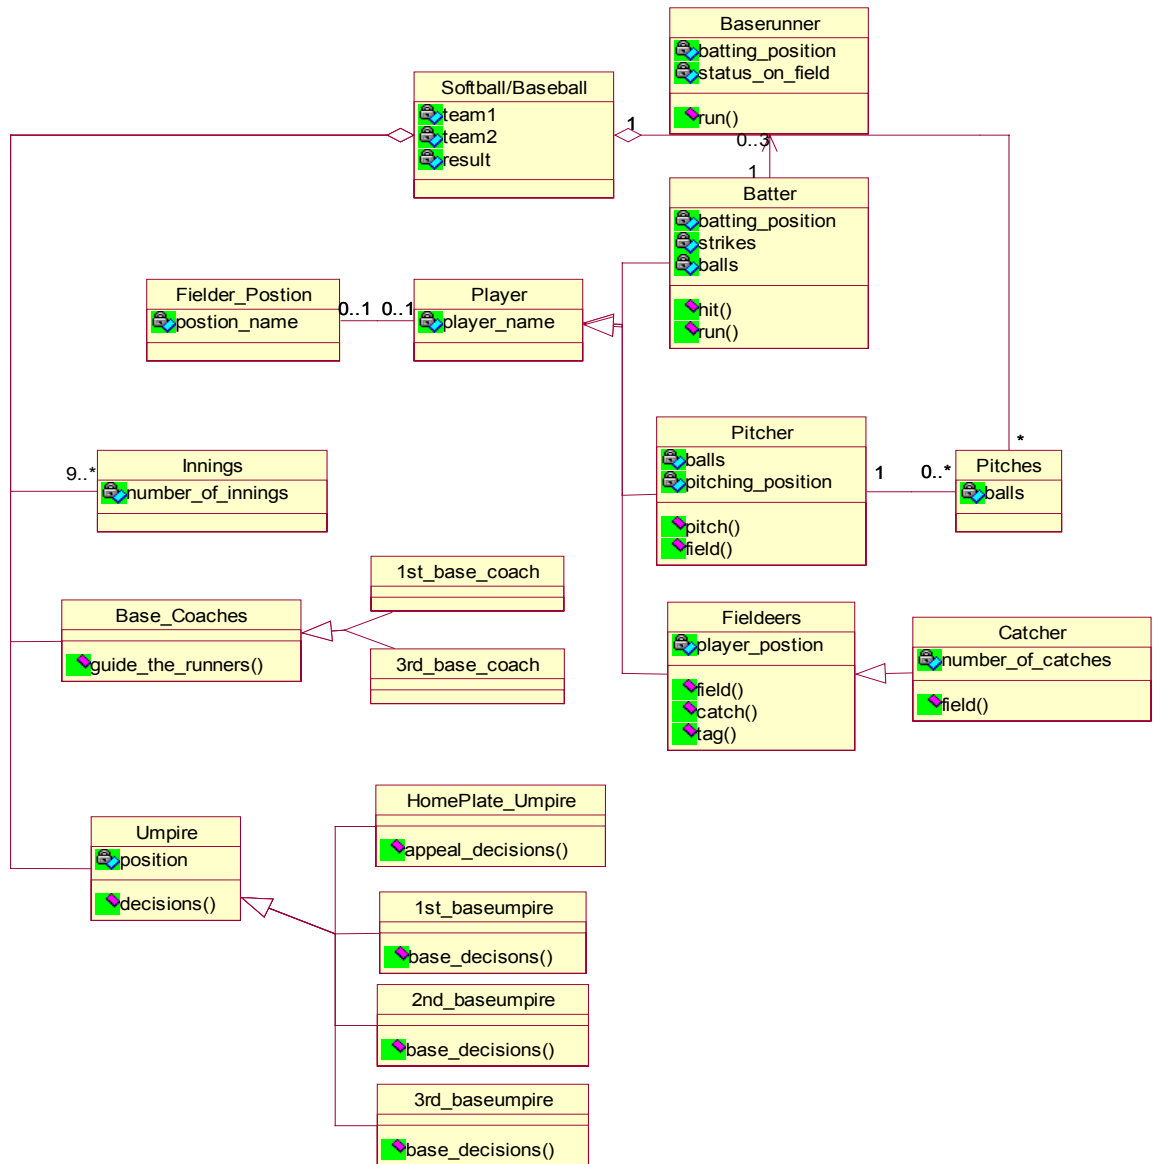 Baserunner
batting_position
status_on_field
run()
Softball/Baseball
team1
team2
result
1
0..3
1
Batter
batting_position
strikes
balls
hit()
run()
Fielder_Postion
postion_name
0..1
0..1
Player
player_name
Pitcher
balls
pitching_position
pitch()
field()
1
0..*
*
Pitches
balls
9..*
Innings
number_of_innings
1st_base_coach
Base_Coaches
guide_the_runners()
3rd_base_coach
Fieldeers
player_postion
field()
catch()
tag()
Catcher
number_of_catches
field()
Umpire
position
decisions()
HomePlate_Umpire
appeal_decisions()
1st_baseumpire
base_decisons()
2nd_baseumpire
base_decisions()
3rd_baseumpire
base_decisions()